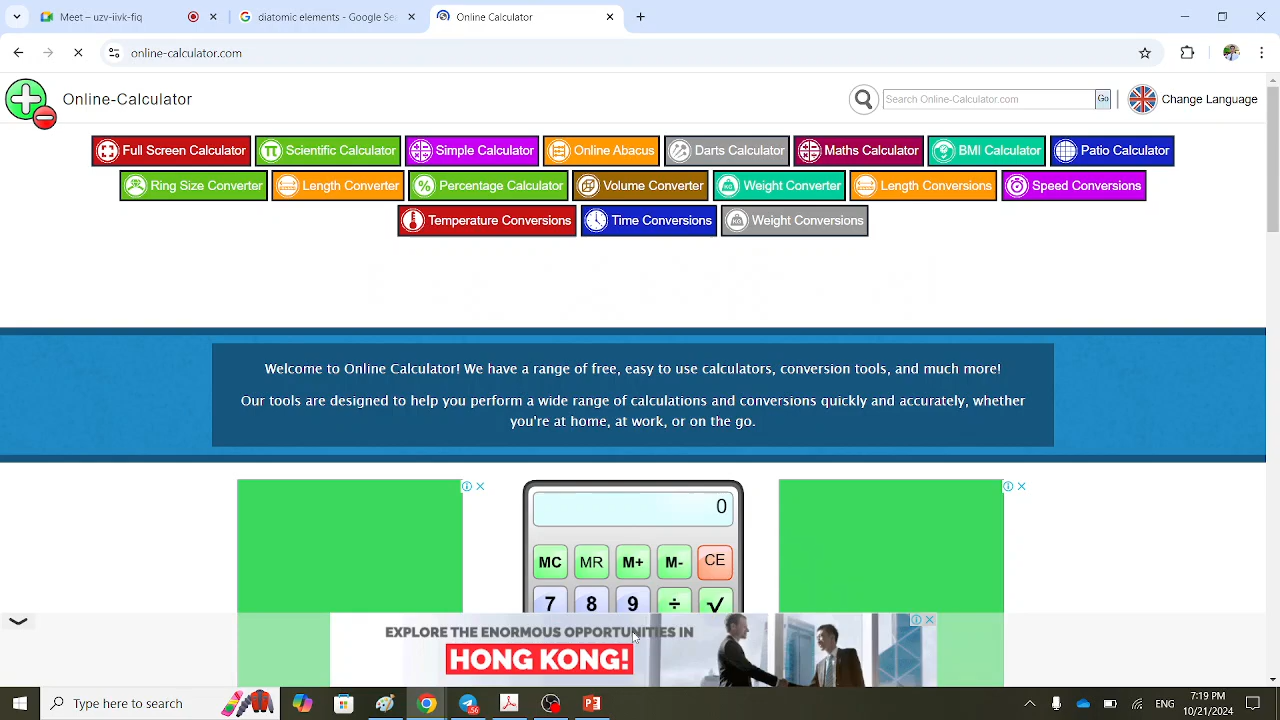 Meet – uzv-iivk-fiq
diatomic elements - Google Se
Online Calculator
online-calculator.com
Online-Calculator
Search Online-Calculator.com
Go
Change Language
Full Screen Calculator
Scientific Calculator
Simple Calculator
Online Abacus
Darts Calculator
Maths Calculator
BMI Calculator
Patio Calculator
Ring Size Converter
Length Converter
Percentage Calculator
Volume Converter
Weight Converter
Length Conversions
Speed Conversions
Temperature Conversions
Time Conversions
Weight Conversions
Welcome to Online Calculator! We have a range of free, easy to use calculators, conversion tools, and much more!
Our tools are designed to help you perform a wide range of calculations and conversions quickly and accurately, whether
you're at home, at work, or on the go.
0
MC MR M+ M- CE
7 8 9 ÷ √
EXPLORE THE ENORMOUS OPPORTUNITIES IN
HONG KONG!
Type here to search
56
7:19 PM
10/21/2024